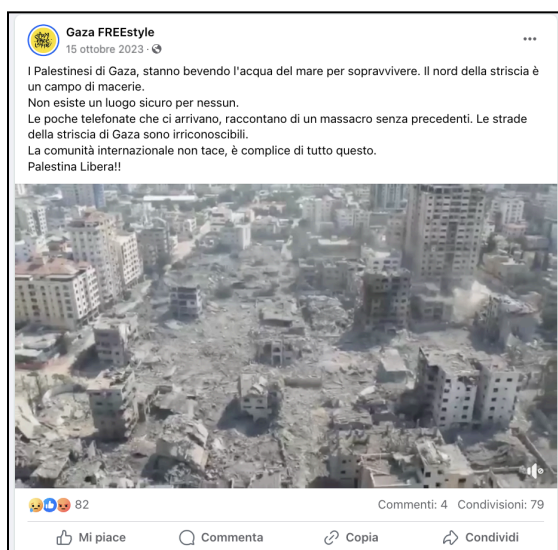 Gaza FREEstyle
15 ottobre 2023 ·
I Palestinesi di Gaza, stanno bevendo l'acqua del mare per sopravvivere. Il nord della striscia è
un campo di macerie.
Non esiste un luogo sicuro per nessun.
Le poche telefonate che ci arrivano, raccontano di un massacro senza precedenti. Le strade
della striscia di Gaza sono irriconoscibili.
La comunità internazionale non tace, è complice di tutto questo.
Palestina Libera!!
82 Commenti: 4 Condivisioni: 79
Mi piace Commenta Copia Condividi